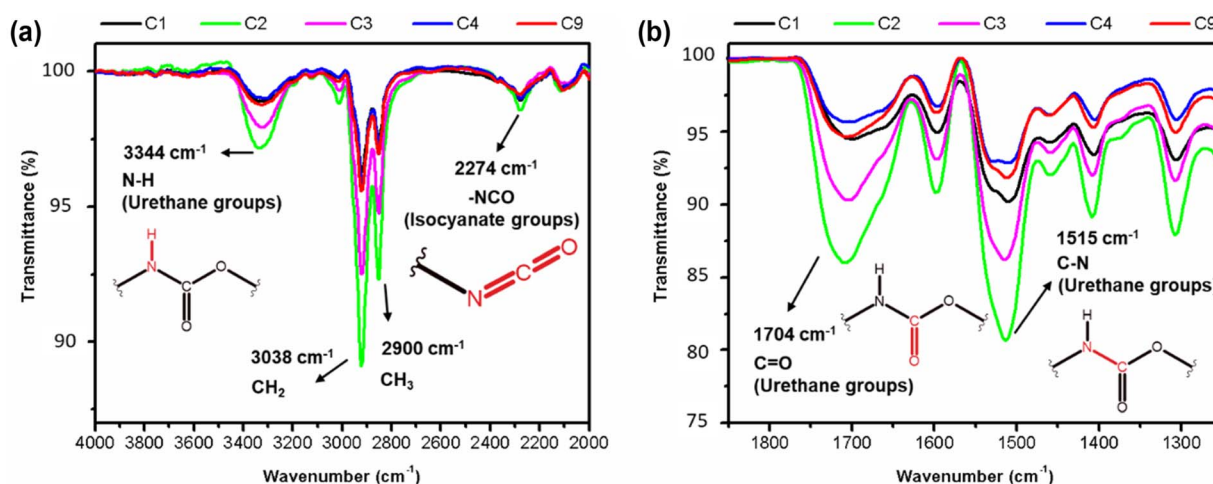 (a)
C1 C2 C3 C4 C9
100
95
90
Transmittance (%)
3344 cm⁻¹
N-H
(Urethane groups)
2274 cm⁻¹
-NCO
(Isocyanate groups)
H
N
C
O
O
N
C
O
3038 cm⁻¹
CH₂
2900 cm⁻¹
CH₃
4000 3800 3600 3400 3200 3000 2800 2600 2400 2200 2000
Wavenumber (cm⁻¹)
(b)
C1 C2 C3 C4 C9
100
95
90
85
80
75
Transmittance (%)
1515 cm⁻¹
C-N
(Urethane groups)
1704 cm⁻¹
C=O
(Urethane groups)
H
N
C
O
O
H
N
C
O
O
1800 1700 1600 1500 1400 1300
Wavenumber (cm⁻¹)